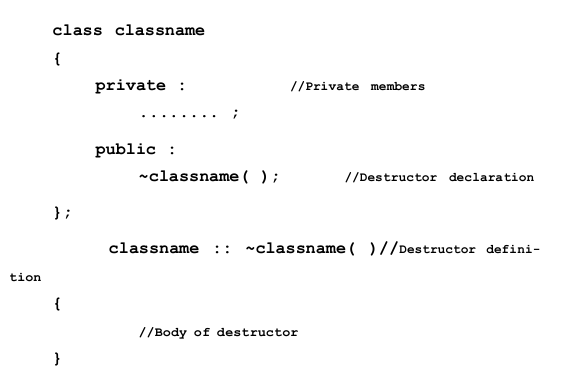 class classname
{
private : //Private members
........ ;
public :
~classname( ); //Destructor declaration
};
classname :: ~classname( )//Destructor defini-
tion
{
//Body of destructor
}